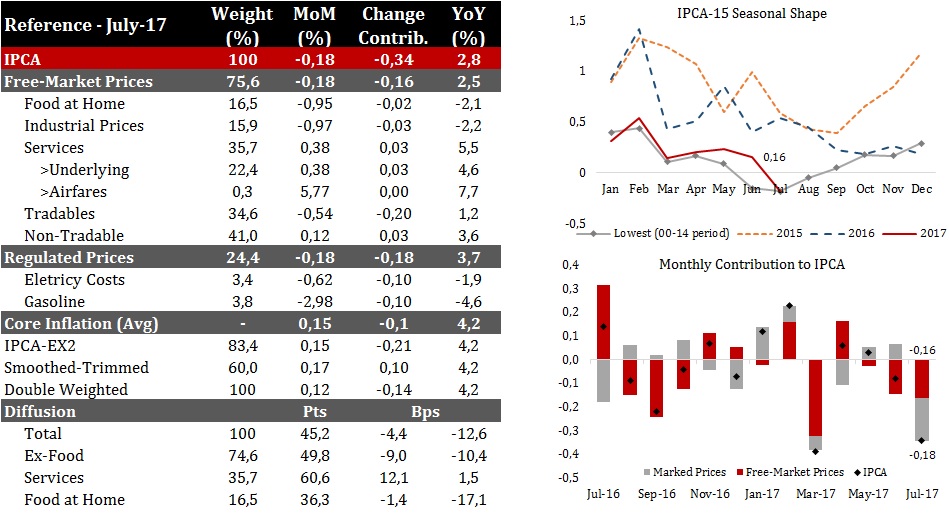 Reference - July-17 Weight (%) MoM (%) Change Contrib. YoY (%)
IPCA 100 -0,18 -0,34 2,8
Free-Market Prices 75,6 -0,18 -0,16 2,5
Food at Home 16,5 -0,95 -0,02 -2,1
Industrial Prices 15,9 -0,97 -0,03 -2,2
Services 35,7 0,38 0,03 5,5
>Underlying 22,4 0,38 0,03 4,6
>Airfares 0,3 5,77 0,00 7,7
Tradables 34,6 -0,54 -0,20 1,2
Non-Tradable 41,0 0,12 0,03 3,6
Regulated Prices 24,4 -0,18 -0,18 3,7
Eletricy Costs 3,4 -0,62 -0,10 -1,9
Gasoline 3,8 -2,98 -0,10 -4,6
Core Inflation (Avg) - 0,15 -0,1 4,2
IPCA-EX2 83,4 0,15 -0,21 4,2
Smoothed-Trimmed 60,0 0,17 0,10 4,2
Double Weighted 100 0,12 -0,14 4,2
Diffusion Pts Bps
Total 100 45,2 -4,4 -12,6
Ex-Food 74,6 49,8 -9,0 -10,4
Services 35,7 60,6 12,1 1,5
Food at Home 16,5 36,3 -1,4 -17,1
IPCA-15 Seasonal Shape
1,5
1
0,5
0,16
0
Jan Feb Mar Apr May Jun Jul Aug Sep Oct Nov Dec
-0,5
Lowest (00-14 period) 2015 2016 2017
Monthly Contribution to IPCA
0,4
0,3
0,2
0,1
-0,16
0,0
-0,1
-0,2
-0,3
-0,4
-0,18
-0,5
Marked Prices Free-Market Prices IPCA
Jul-16 Sep-16 Nov-16 Jan-17 Mar-17 May-17 Jul-17